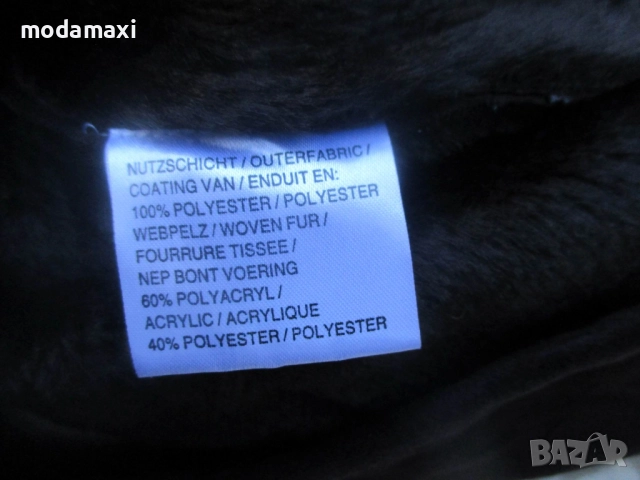 modamaxi
NUTZSCHICHT / OUTERFABRIC /
COATING VAN / ENDUIT EN:
100% POLYESTER / POLYESTER
WEBPELZ / WOVEN FUR /
FOURRURE TISSEE /
NEP BONT VOERING
60% POLYACRYL /
ACRYLIC / ACRYLIQUE
40% POLYESTER / POLYESTER
BAZAR